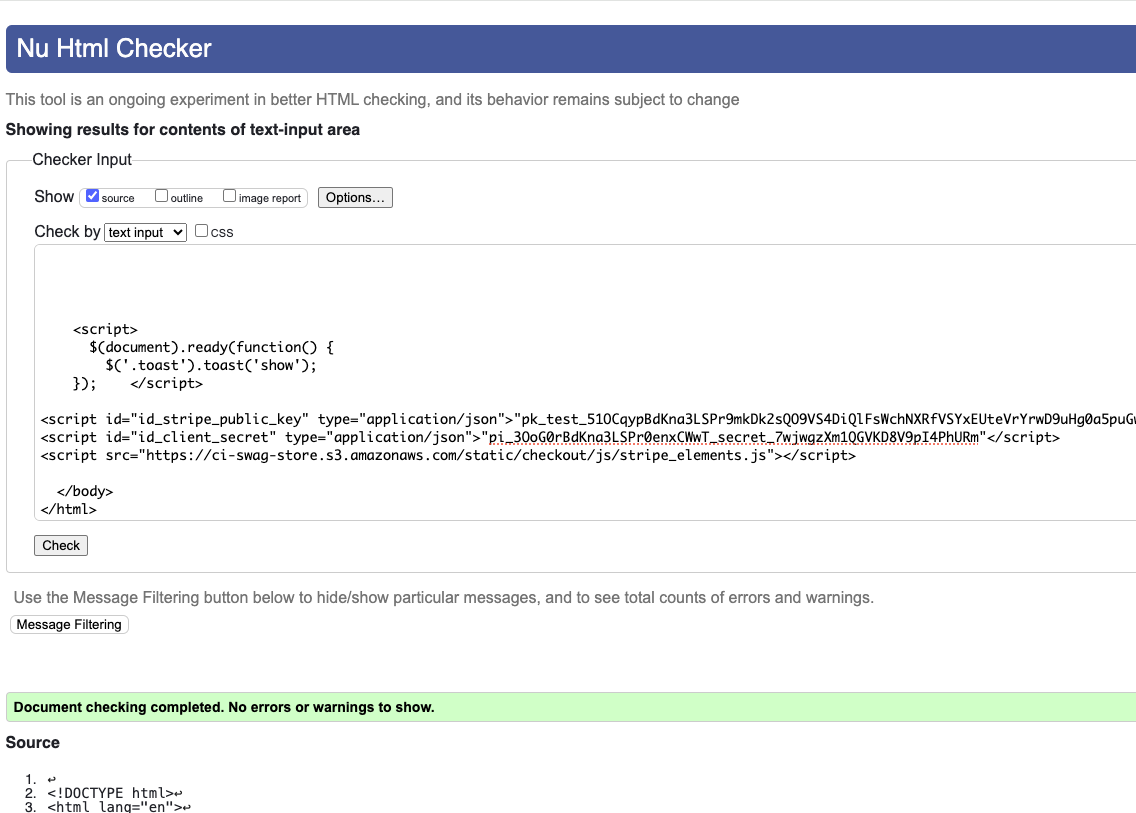 Nu Html Checker
This tool is an ongoing experiment in better HTML checking, and its behavior remains subject to change
Showing results for contents of text-input area
Checker Input
Show source outline image report Options...
Check by text input css
<script>
$(document).ready(function() {
$('.toast').toast('show');
}); </script>
<script id="id_stripe_public_key" type="application/json">"pk_test_51OCqypBdKna3LSPr9mkDk2sQO9VS4DiQlFsWchNXRfVSYxEUteVrYrwD9uHg0a5puGw
<script id="id_client_secret" type="application/json">"pi_3OoG0rBdKna3LSPr0enxCWwT_secret_7wjwgzXm1QGVKD8V9pI4PhURm"</script>
<script src="https://ci-swag-store.s3.amazonaws.com/static/checkout/js/stripe_elements.js"></script>
</body>
</html>
Check
Use the Message Filtering button below to hide/show particular messages, and to see total counts of errors and warnings.
Message Filtering
Document checking completed. No errors or warnings to show.
Source
1. ↩
2. <!DOCTYPE html>↩
3. <html lang="en">↩